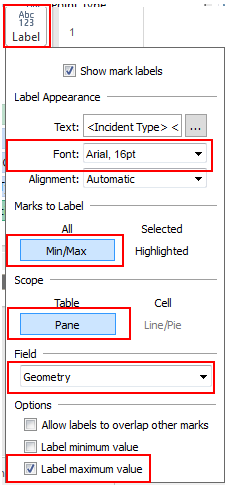 Abc
123
Label
1
Show mark labels
Label Appearance
Text: <Incident Type> < ...
Font: Arial, 16pt
Alignment: Automatic
Marks to Label
All Selected
Min/Max Highlighted
Scope
Table Cell
Pane Line/Pie
Field
Geometry
Options
Allow labels to overlap other marks
Label minimum value
Label maximum value